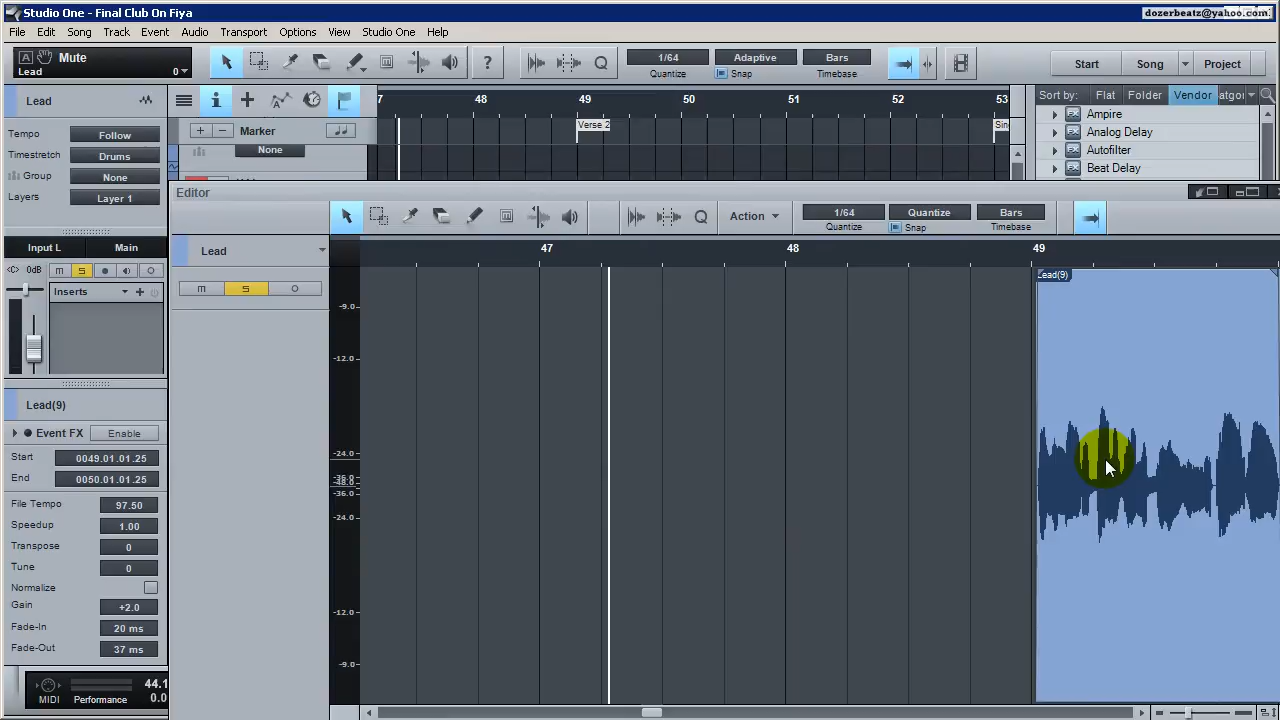 Studio One - Final Club On Fiya
dozerbeatz@yahoo.com
File Edit Song Track Event Audio Transport Options View Studio One Help
Mute
Lead 0
1/64 Adaptive Bars
Quantize Snap Timebase
Start Song Project
Lead
7 48 49 50 51 52 53
Sort by: Flat Folder Vendor atgor
Tempo Follow
Timestretch Drums
Group None
Layers Layer 1
Marker
Verse 2
None
Ampire
Analog Delay
Autofilter
Beat Delay
Editor
Action
1/64 Quantize Bars
Quantize Snap Timebase
Input L Main
Lead
47 48 49
0dB M S
Inserts
M S
Lead(9)
-9.0
-12.0
-24.0
-36.0
-24.0
-12.0
-9.0
Lead(9)
Event FX Enable
Start 0049.01.01.25
End 0050.01.01.25
File Tempo 97.50
Speedup 1.00
Transpose 0
Tune 0
Normalize
Gain +2.0
Fade-In 20 ms
Fade-Out 37 ms
MIDI Performance 44.1
0.0